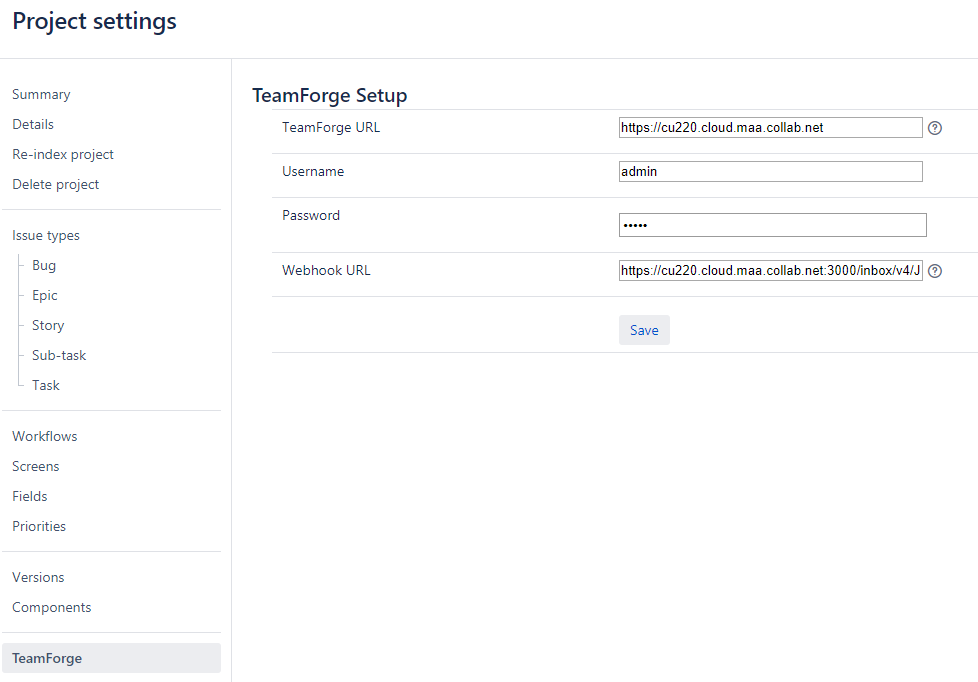 Project settings
Summary
Details
Re-index project
Delete project
Issue types
Bug
Epic
Story
Sub-task
Task
Workflows
Screens
Fields
Priorities
Versions
Components
TeamForge
TeamForge Setup
TeamForge URL https://cu220.cloud.maa.collab.net ?
Username admin
Password •••••
Webhook URL https://cu220.cloud.maa.collab.net:3000/inbox/v4/J ?
Save